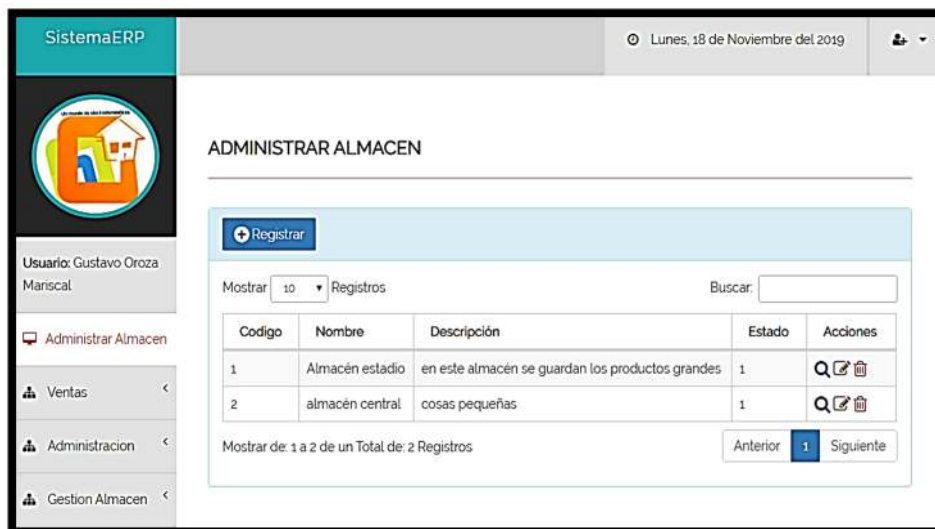 SistemaERP
Lunes, 18 de Noviembre del 2019
ADMINISTRAR ALMACEN
Registrar
Usuario: Gustavo Oroza
Mariscal
Mostrar 10 Registros
Buscar:
Codigo Nombre Descripción Estado Acciones
1 Almacén estadio en este almacén se guardan los productos grandes 1
2 almacén central cosas pequeñas 1
Mostrar de: 1 a 2 de un Total de: 2 Registros
Anterior 1 Siguiente
Administrar Almacen
Ventas
Administracion
Gestion Almacen